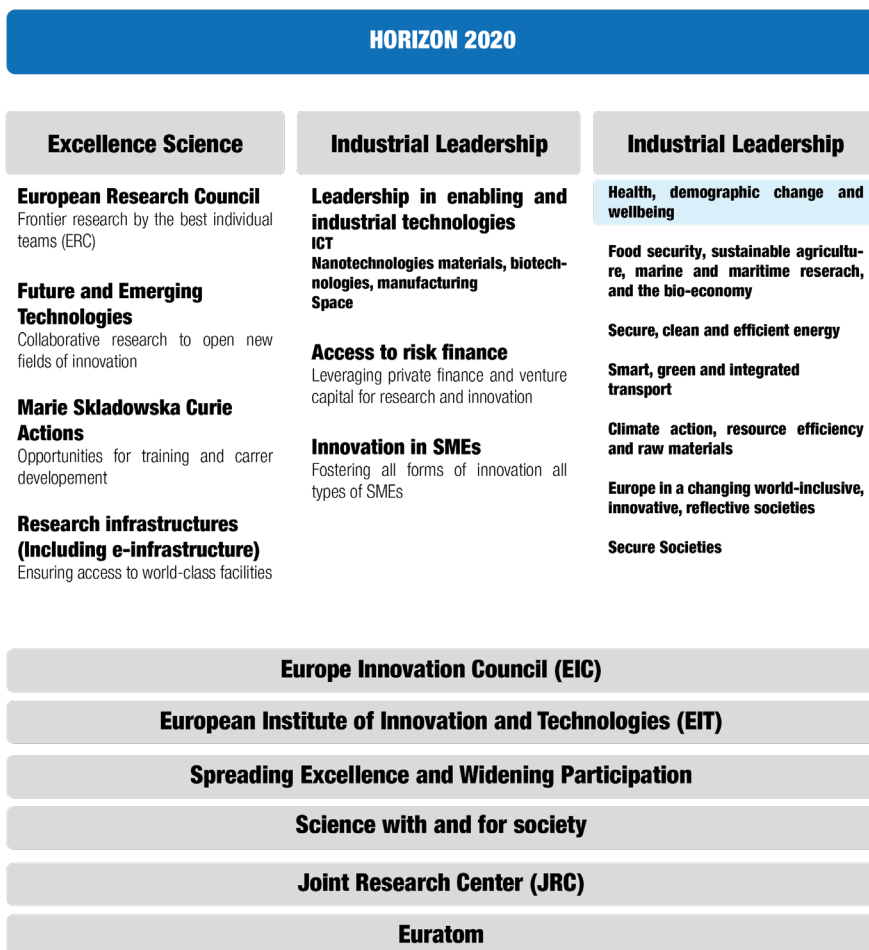 HORIZON 2020
Excellence Science
European Research Council
Frontier research by the best individual
teams (ERC)
Future and Emerging
Technologies
Collaborative research to open new
fields of innovation
Marie Skladowska Curie
Actions
Opportunities for training and carrer
developement
Research infrastructures
(Including e-infrastructure)
Ensuring access to world-class facilities
Industrial Leadership
Leadership in enabling and
industrial technologies
ICT
Nanotechnologies materials, biotech-
nologies, manufacturing
Space
Access to risk finance
Leveraging private finance and venture
capital for research and innovation
Innovation in SMEs
Fostering all forms of innovation all
types of SMEs
Industrial Leadership
Health, demographic change and
wellbeing
Food security, sustainable agricultu-
re, marine and maritime reserach,
and the bio-economy
Secure, clean and efficient energy
Smart, green and integrated
transport
Climate action, resource efficiency
and raw materials
Europe in a changing world-inclusive,
innovative, reflective societies
Secure Societies
Europe Innovation Council (EIC)
European Institute of Innovation and Technologies (EIT)
Spreading Excellence and Widening Participation
Science with and for society
Joint Research Center (JRC)
Euratom